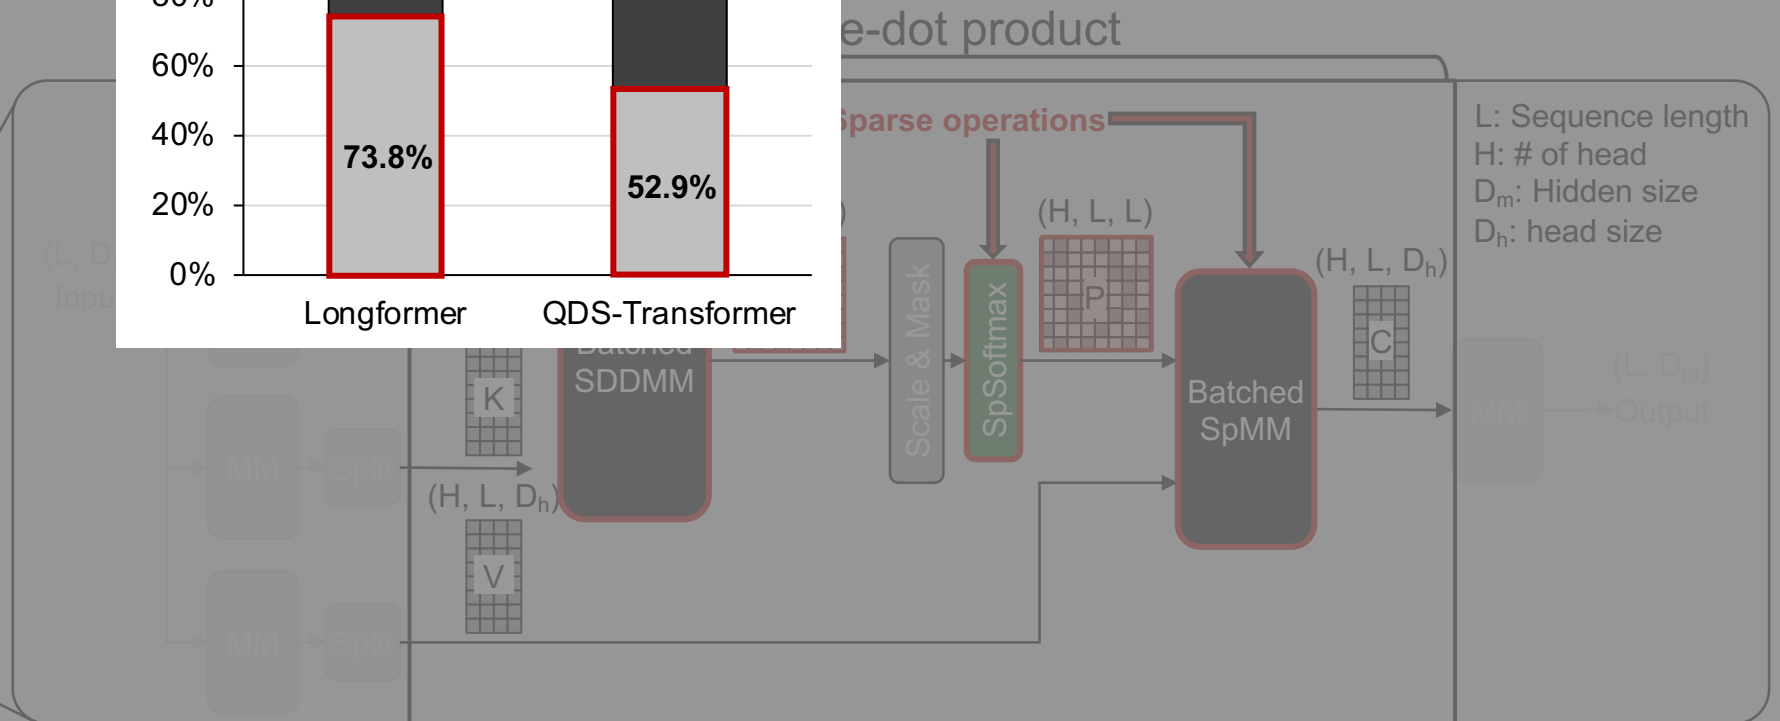 e-dot product
60%
40%
20%
0%
73.8%
52.9%
Longformer
QDS-Transformer
Sparse operations
L: Sequence length
H: # of head
Dm: Hidden size
Dh: head size
(H, L, L)
(H, L, Dh)
Input
K
Batched
SDDMM
Scale & Mask
SpSoftmax
P
Batched
SpMM
C
MM
(L, Dm)
Output
MM
Split
(H, L, Dh)
V
MM
Split